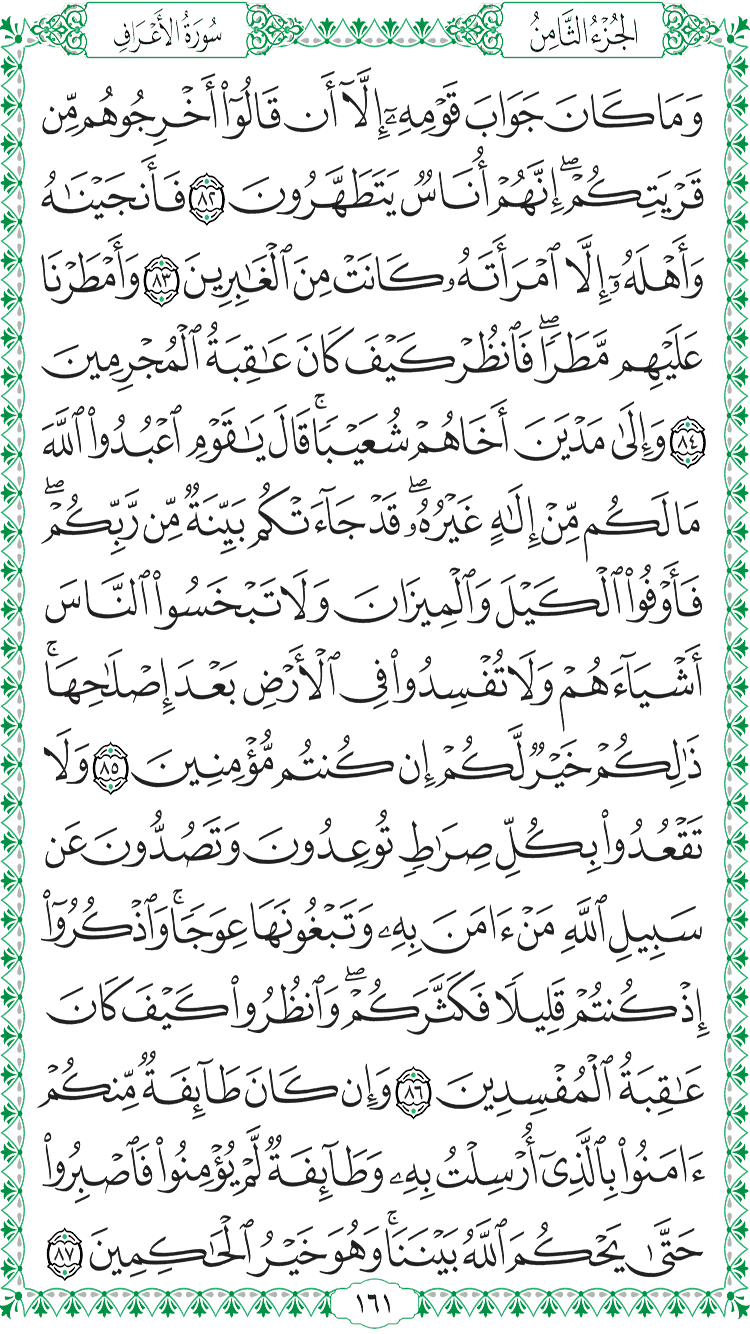 الجُزْءُ الثَّامِنُ
سُورَةُ الأَعْرَافِ
وَمَا كَانَ جَوَابَ قَوْمِهِۦٓ إِلَّآ أَن قَالُوٓا۟ أَخْرِجُوهُم مِّن
قَرْيَتِكُمْۖ إِنَّهُمْ أُنَاسٌ يَتَطَهَّرُونَ ٨٢ فَأَنجَيْنَٰهُ
وَأَهْلَهُۥٓ إِلَّا ٱمْرَأَتَهُۥ كَانَتْ مِنَ ٱلْغَٰبِرِينَ ٨٣ وَأَمْطَرْنَا
عَلَيْهِم مَّطَرًاۖ فَٱنظُرْ كَيْفَ كَانَ عَٰقِبَةُ ٱلْمُجْرِمِينَ
٨٤ وَإِلَىٰ مَدْيَنَ أَخَاهُمْ شُعَيْبًاۚ قَالَ يَٰقَوْمِ ٱعْبُدُوا۟ ٱللَّهَ
مَا لَكُم مِّنْ إِلَٰهٍ غَيْرُهُۥۖ قَدْ جَآءَتْكُم بَيِّنَةٌ مِّن رَّبِّكُمْۖ
فَأَوْفُوا۟ ٱلْكَيْلَ وَٱلْمِيزَانَ وَلَا تَبْخَسُوا۟ ٱلنَّاسَ
أَشْيَآءَهُمْ وَلَا تُفْسِدُوا۟ فِى ٱلْأَرْضِ بَعْدَ إِصْلَٰحِهَاۚ
ذَٰلِكُمْ خَيْرٌ لَّكُمْ إِن كُنتُم مُّؤْمِنِينَ ٨٥ وَلَا
تَقْعُدُوا۟ بِكُلِّ صِرَٰطٍ تُوعِدُونَ وَتَصُدُّونَ عَن
سَبِيلِ ٱللَّهِ مَنْ ءَامَنَ بِهِۦ وَتَبْغُونَهَا عِوَجًاۚ وَٱذْكُرُوٓا۟
إِذْ كُنتُمْ قَلِيلًا فَكَثَّرَكُمْۖ وَٱنظُرُوا۟ كَيْفَ كَانَ
عَٰقِبَةُ ٱلْمُفْسِدِينَ ٨٦ وَإِن كَانَ طَآئِفَةٌ مِّنكُمْ
ءَامَنُوا۟ بِٱلَّذِىٓ أُرْسِلْتُ بِهِۦ وَطَآئِفَةٌ لَّمْ يُؤْمِنُوا۟ فَٱصْبِرُوا۟
حَتَّىٰ يَحْكُمَ ٱللَّهُ بَيْنَنَاۚ وَهُوَ خَيْرُ ٱلْحَٰكِمِينَ ٨٧
١٦١